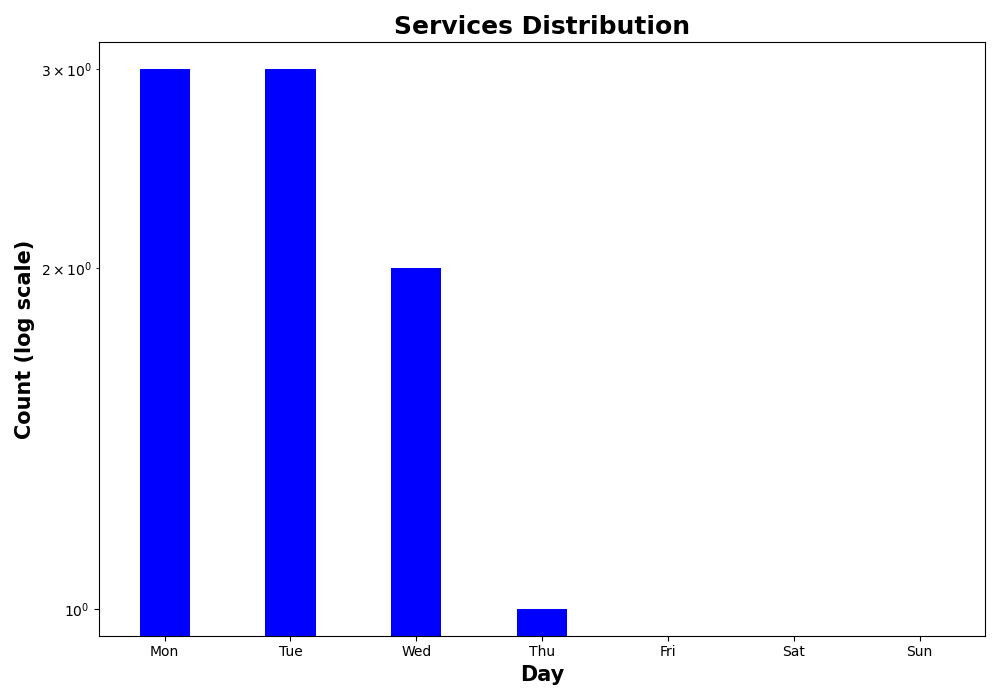 Services Distribution
Count (log scale)
3 × 10⁰
2 × 10⁰
10⁰
Mon Tue Wed Thu Fri Sat Sun
Day